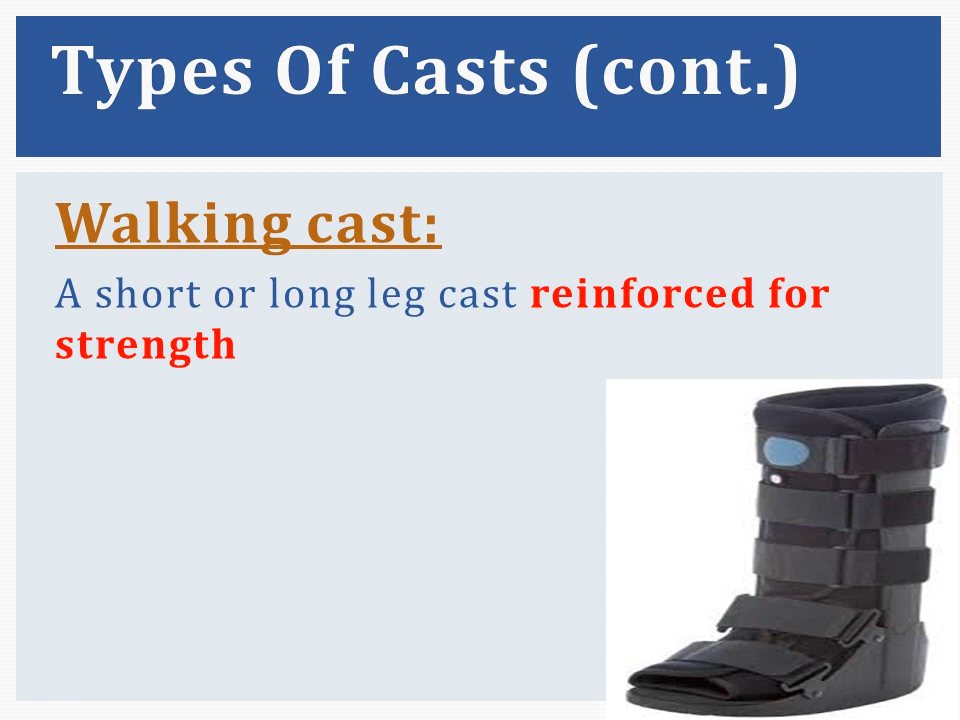 Types Of Casts (cont.)
Walking cast:
A short or long leg cast reinforced for
strength